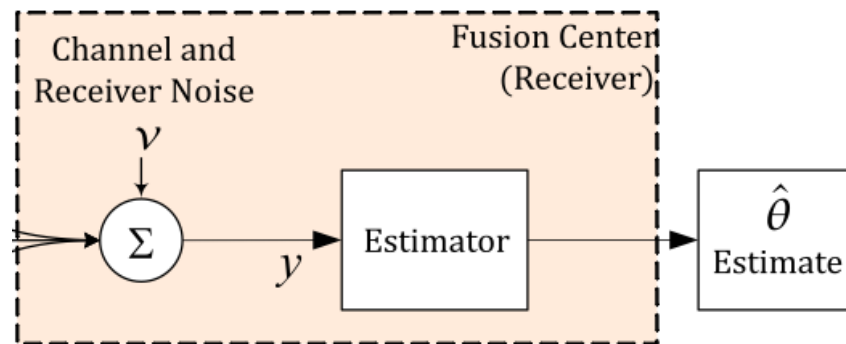 Channel and
Receiver Noise
Fusion Center
(Receiver)
ν
Σ
y
Estimator
θ̂
Estimate